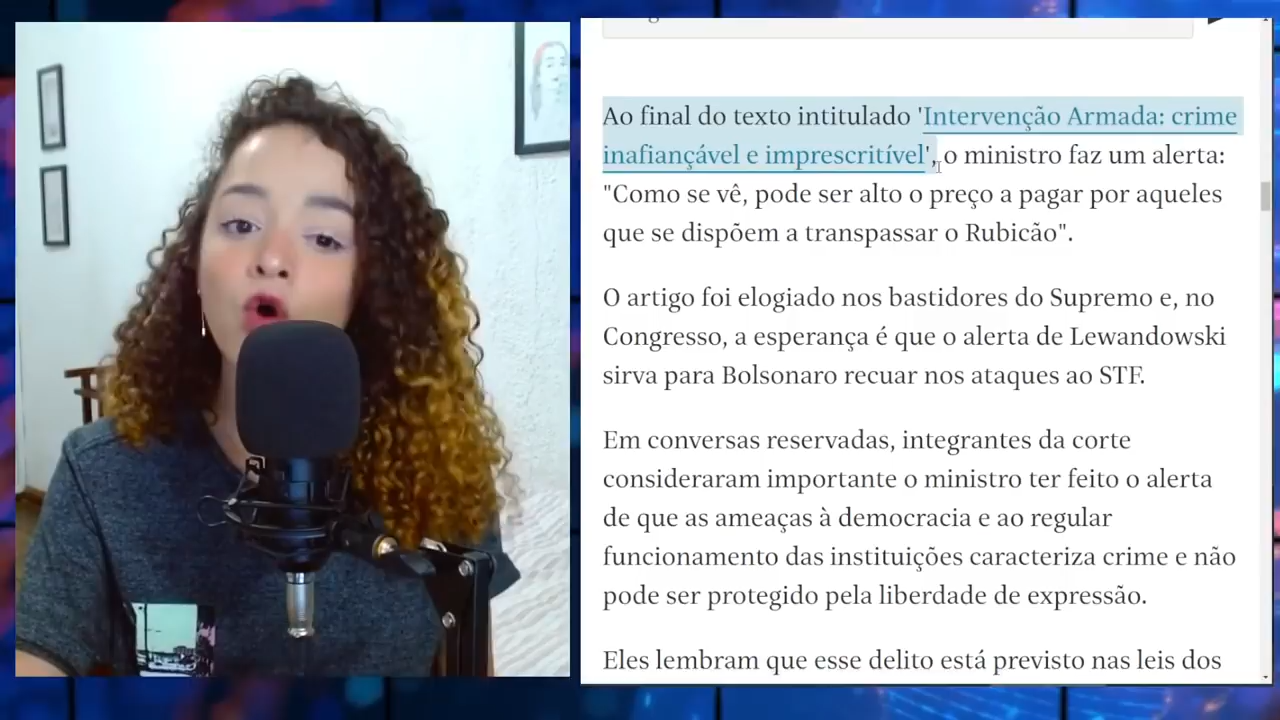 Ao final do texto intitulado 'Intervenção Armada: crime
inafiançável e imprescritível', o ministro faz um alerta:
"Como se vê, pode ser alto o preço a pagar por aqueles
que se dispõem a transpassar o Rubicão".
O artigo foi elogiado nos bastidores do Supremo e, no
Congresso, a esperança é que o alerta de Lewandowski
sirva para Bolsonaro recuar nos ataques ao STF.
Em conversas reservadas, integrantes da corte
consideraram importante o ministro ter feito o alerta
de que as ameaças à democracia e ao regular
funcionamento das instituições caracteriza crime e não
pode ser protegido pela liberdade de expressão.
Eles lembram que esse delito está previsto nas leis dos